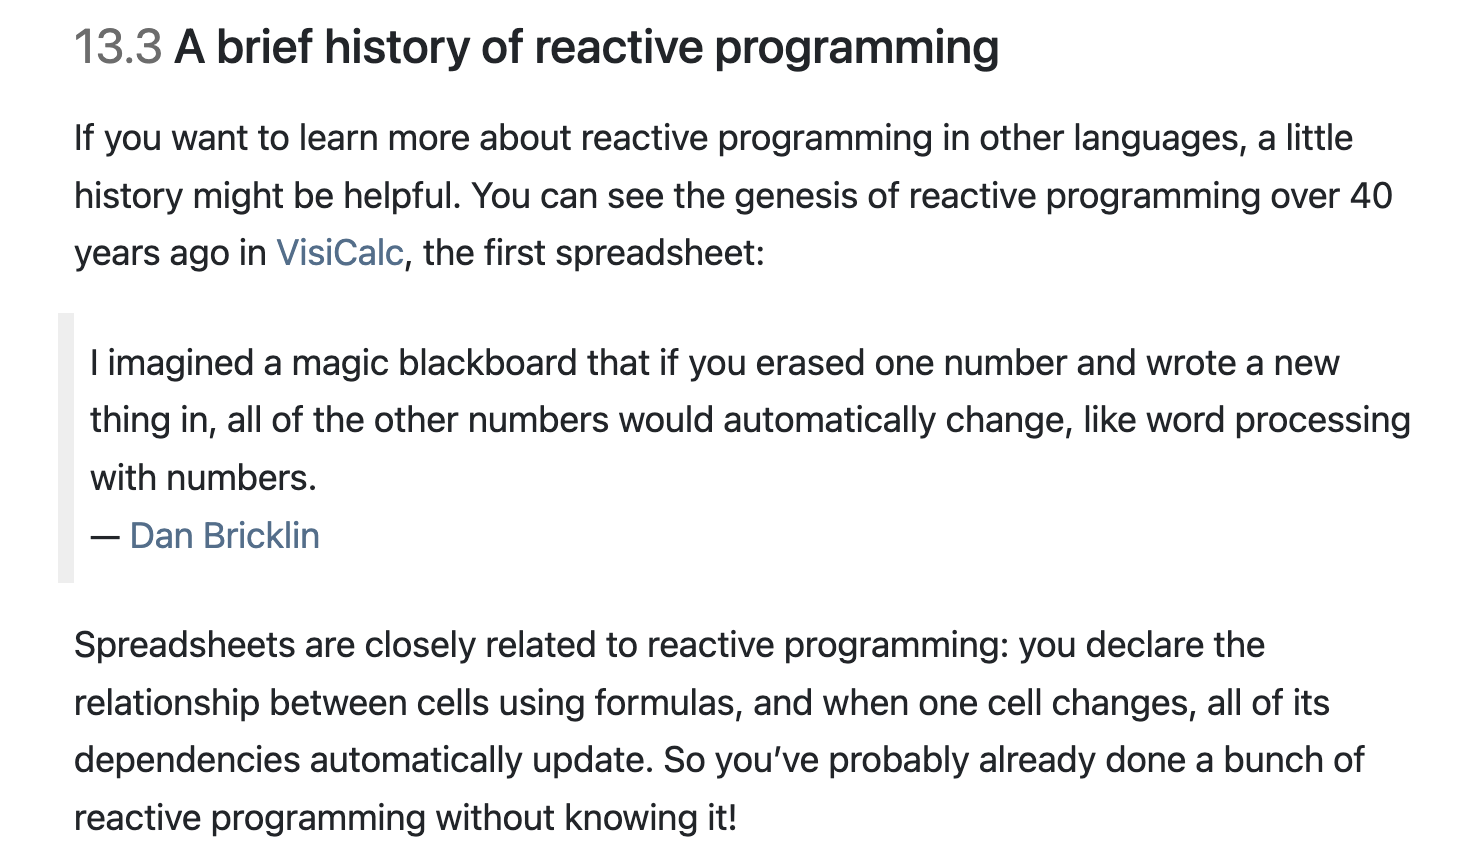 13.3 A brief history of reactive programming
If you want to learn more about reactive programming in other languages, a little
history might be helpful. You can see the genesis of reactive programming over 40
years ago in VisiCalc, the first spreadsheet:
I imagined a magic blackboard that if you erased one number and wrote a new
thing in, all of the other numbers would automatically change, like word processing
with numbers.
— Dan Bricklin
Spreadsheets are closely related to reactive programming: you declare the
relationship between cells using formulas, and when one cell changes, all of its
dependencies automatically update. So you’ve probably already done a bunch of
reactive programming without knowing it!